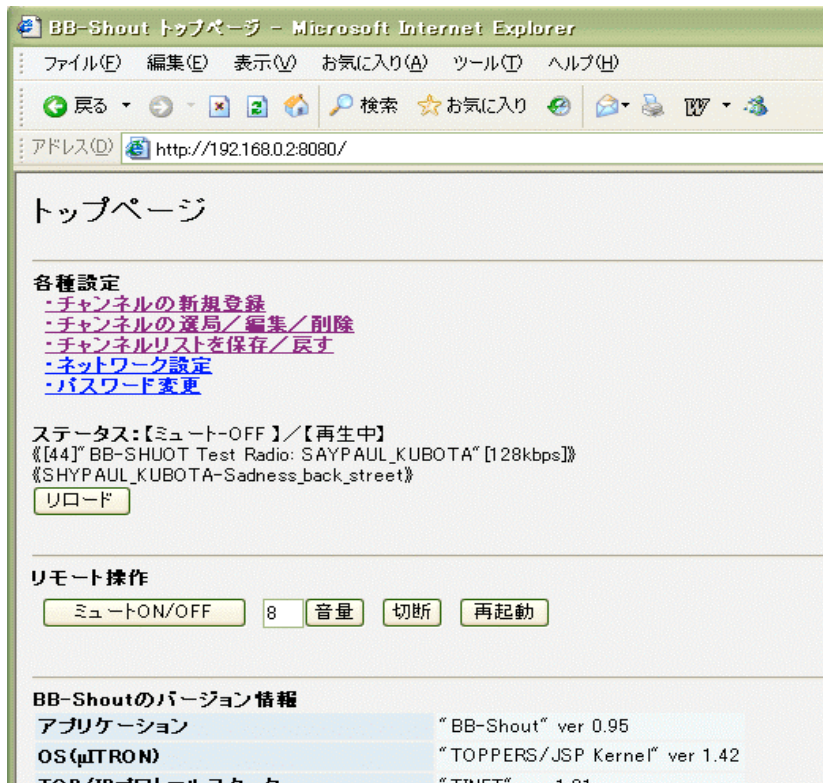 BB-Shout トップページ - Microsoft Internet Explorer
ファイル(F) 編集(E) 表示(V) お気に入り(A) ツール(T) ヘルプ(H)
戻る 検索 お気に入り
アドレス(D) http://192.168.0.2:8080/
トップページ
各種設定
・チャンネルの新規登録
・チャンネルの選局／編集／削除
・チャンネルリストを保存／戻す
・ネットワーク設定
・パスワード変更
ステータス:【ミュート-OFF】／【再生中】
《[44]"BB-SHUOT Test Radio: SAYPAUL_KUBOTA"[128kbps]》
《SHYPAUL_KUBOTA-Sadness_back_street》
リロード
リモート操作
ミュートON/OFF 8 音量 切断 再起動
BB-Shoutのバージョン情報
アプリケーション "BB-Shout" ver 0.95
OS(μITRON) "TOPPERS/JSP Kernel" ver 1.42